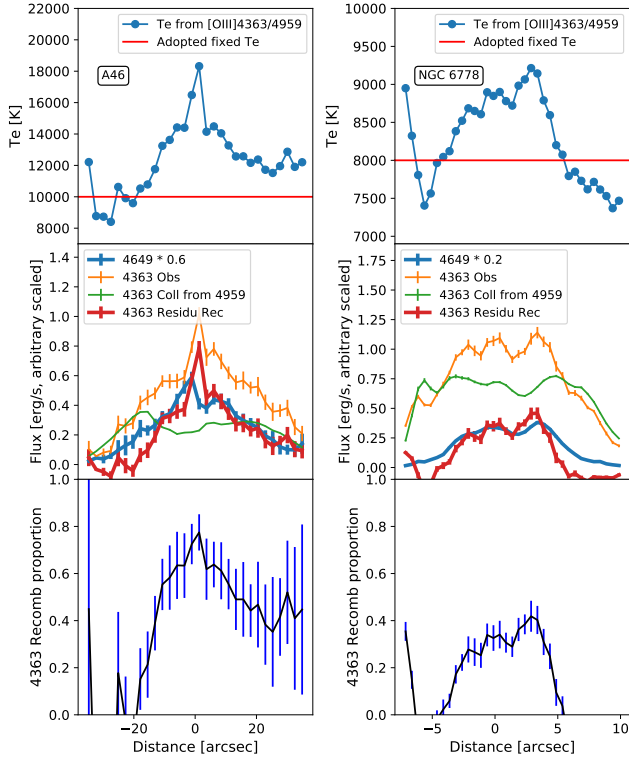 22000
20000
18000
16000
14000
12000
10000
8000
Te [K]
Te from [OIII]4363/4959
Adopted fixed Te
A46
10000
9500
9000
8500
8000
7500
7000
Te [K]
Te from [OIII]4363/4959
Adopted fixed Te
NGC 6778
1.4
1.2
1.0
0.8
0.6
0.4
0.2
0.0
Flux [erg/s, arbitrary scaled]
4649 * 0.6
4363 Obs
4363 Coll from 4959
4363 Residu Rec
1.75
1.50
1.25
1.00
0.75
0.50
0.25
0.00
Flux [erg/s, arbitrary scaled]
4649 * 0.2
4363 Obs
4363 Coll from 4959
4363 Residu Rec
1.0
0.8
0.6
0.4
0.2
0.0
4363 Recomb proportion
−20
0
20
Distance [arcsec]
1.0
0.8
0.6
0.4
0.2
0.0
4363 Recomb proportion
−5
0
5
10
Distance [arcsec]